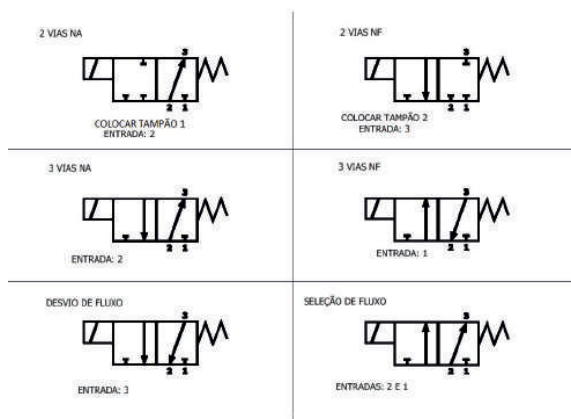 2 VIAS NA
3
2 1
COLOCAR TAMPÃO 1
ENTRADA: 2
2 VIAS NF
3
2 1
COLOCAR TAMPÃO 2
ENTRADA: 3
3 VIAS NA
3
2 1
ENTRADA: 2
3 VIAS NF
3
2 1
ENTRADA: 1
DESVIO DE FLUXO
3
2 1
ENTRADA: 3
SELEÇÃO DE FLUXO
3
2 1
ENTRADAS: 2 E 1